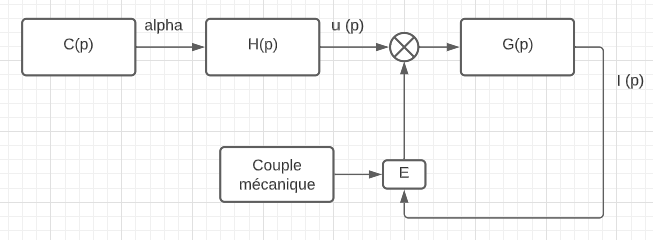 C(p)
alpha
H(p)
u (p)
G(p)
I (p)
Couple
mécanique
E